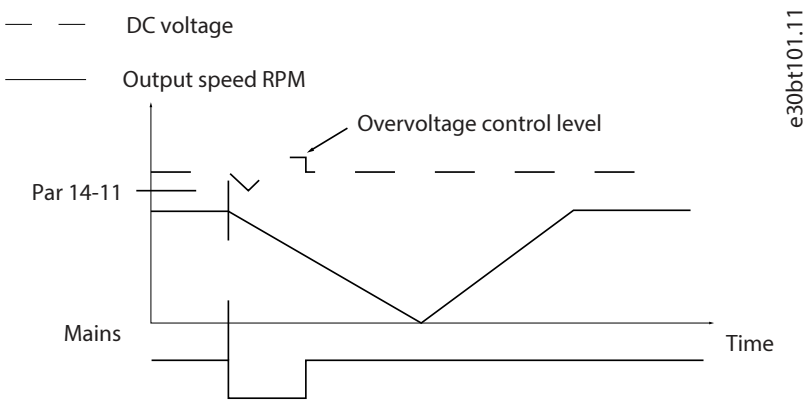 DC voltage
Output speed RPM
Overvoltage control level
Par 14-11
Mains
Time
e30bt101.11